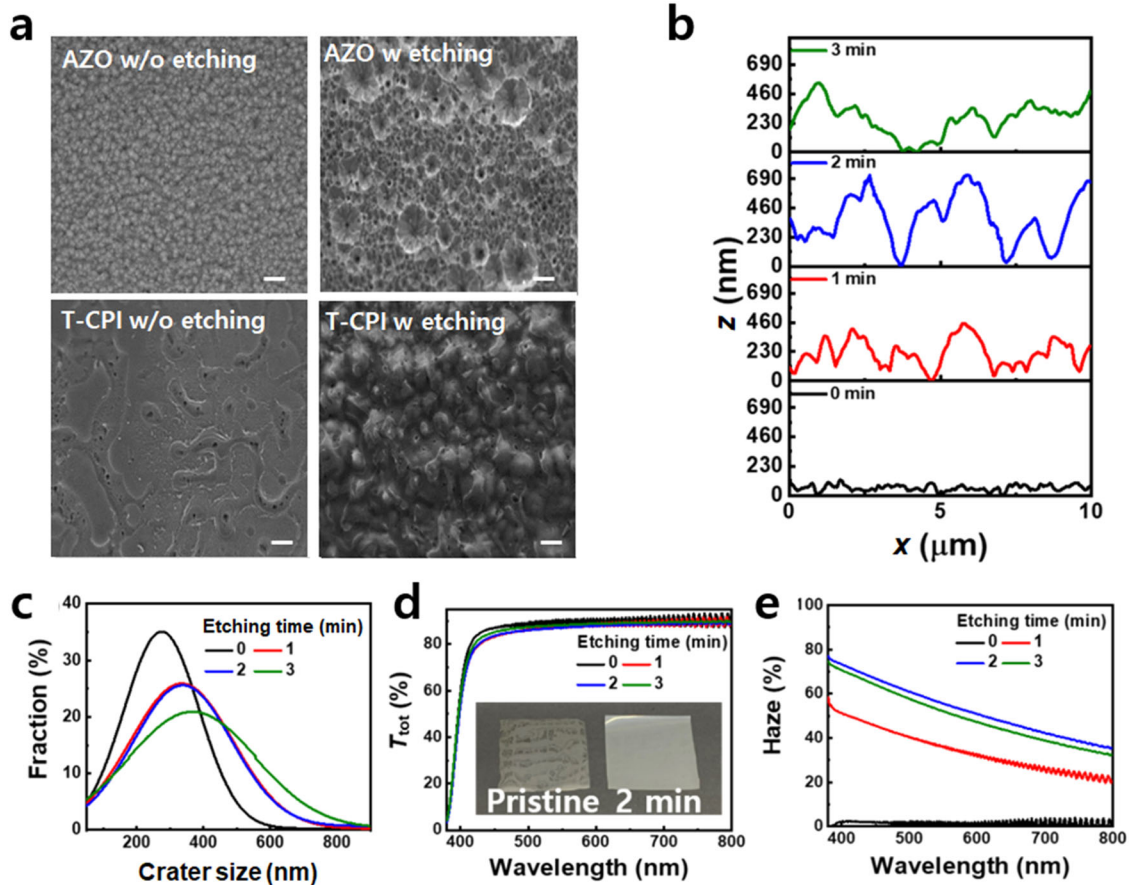 a
AZO w/o etching
AZO w etching
T-CPI w/o etching
T-CPI w etching
b
z (nm)
690
460
230
0
3 min
690
460
230
0
2 min
690
460
230
0
1 min
690
460
230
0
0 min
0 5 10
x (μm)
c
Fraction (%)
40
30
20
10
0
Etching time (min)
0 1
2 3
200 400 600 800
Crater size (nm)
d
Ttot (%)
80
60
40
20
0
Etching time (min)
0 1
2 3
Pristine 2 min
400 500 600 700 800
Wavelength (nm)
e
Haze (%)
100
80
60
40
20
0
Etching time (min)
0 1
2 3
400 500 600 700 800
Wavelength (nm)